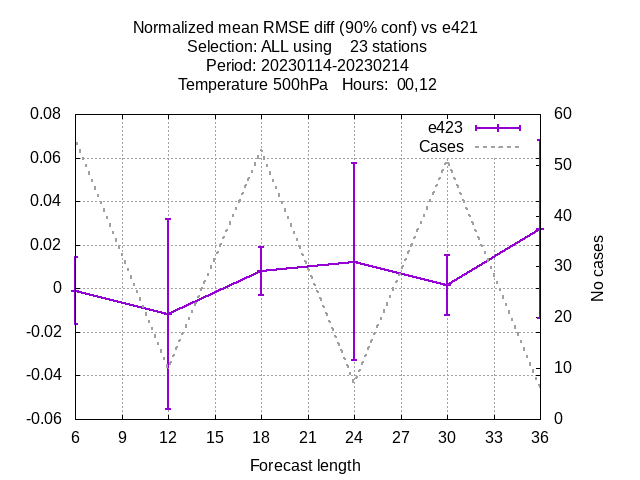 Normalized mean RMSE diff (90% conf) vs e421
Selection: ALL using 23 stations
Period: 20230114-20230214
Temperature 500hPa Hours: 00,12
0.08
0.06
0.04
0.02
0
-0.02
-0.04
-0.06
60
50
40
30
20
10
0
e423
Cases
No cases
6 9 12 15 18 21 24 27 30 33 36
Forecast length